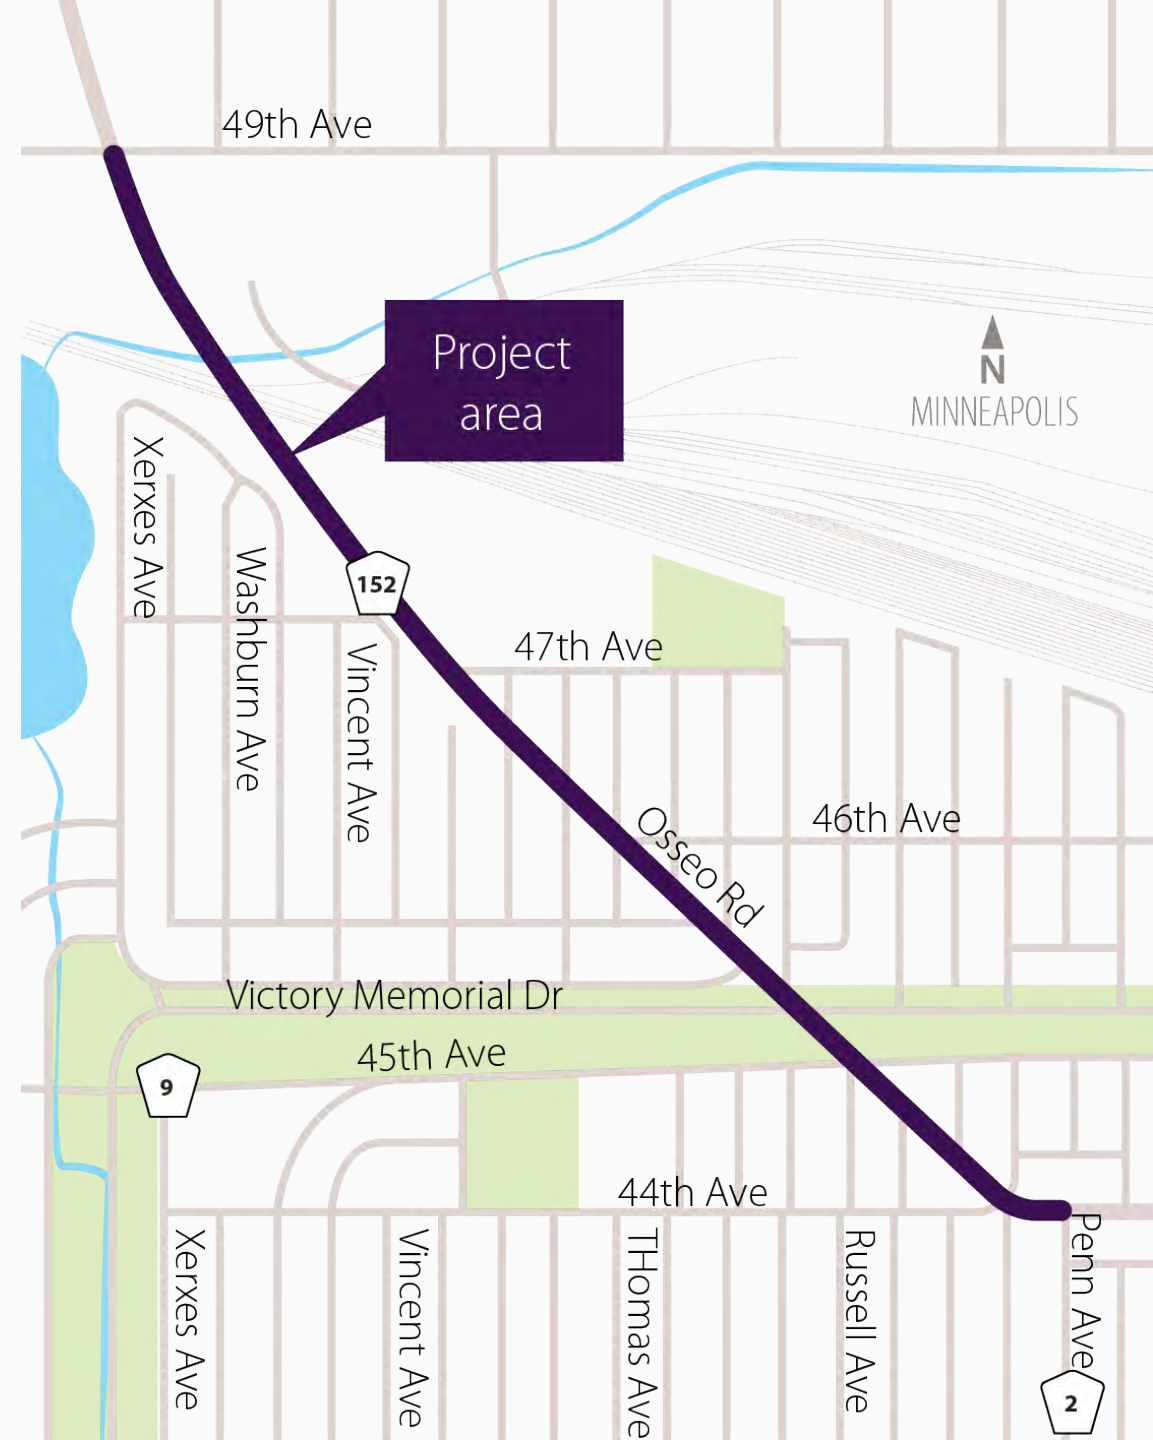 49th Ave
Project
area
N
MINNEAPOLIS
Xerxes Ave
Washburn Ave
152
Vincent Ave
47th Ave
46th Ave
Osseo Rd
Victory Memorial Dr
45th Ave
9
44th Ave
Xerxes Ave
Vincent Ave
THomas Ave
Russell Ave
Penn Ave
2